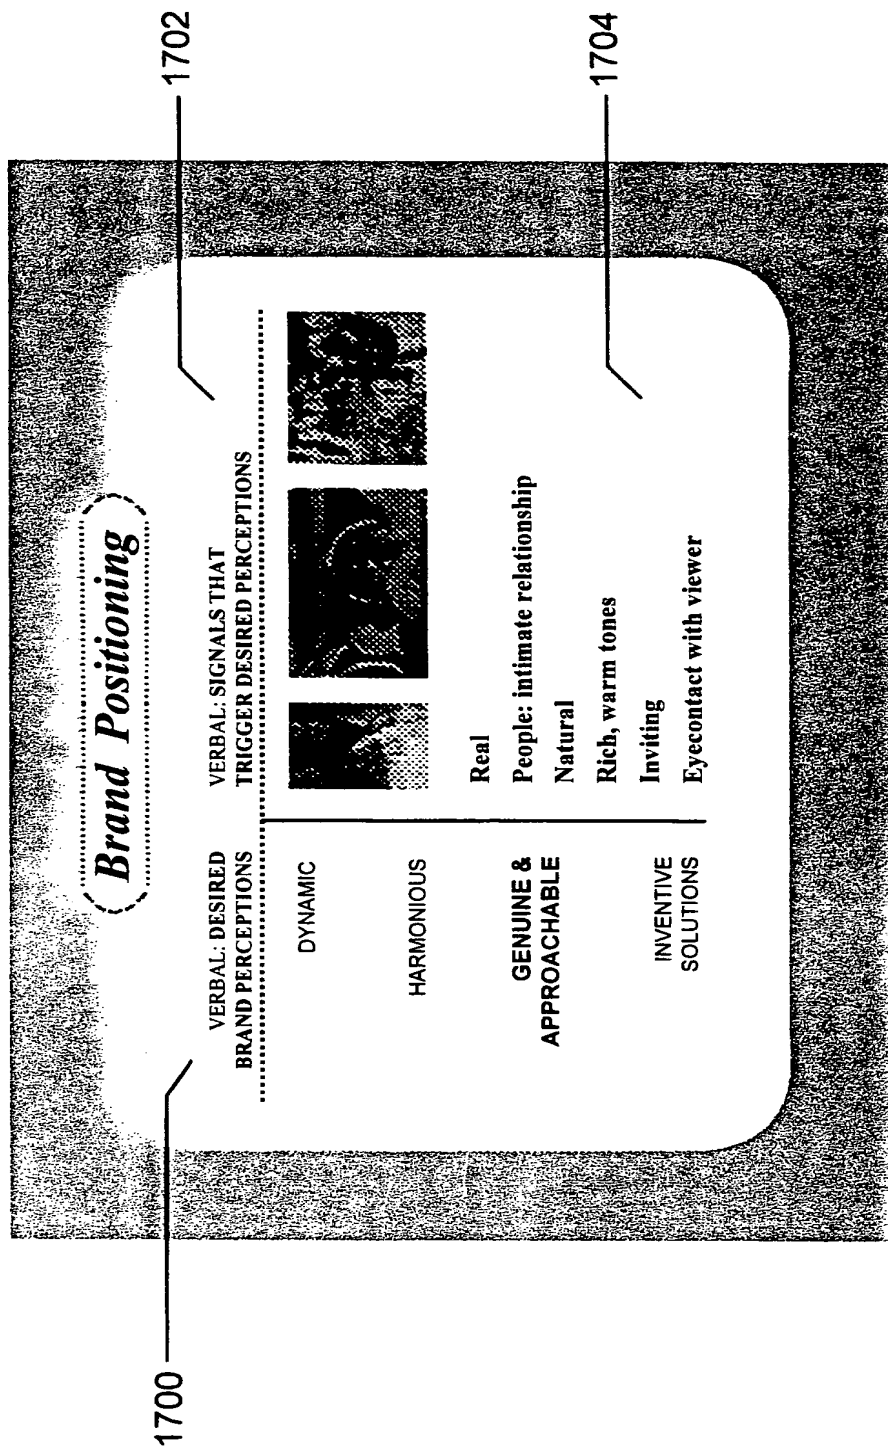 Brand Positioning
VERBAL: DESIRED
BRAND PERCEPTIONS
VERBAL: SIGNALS THAT
TRIGGER DESIRED PERCEPTIONS
DYNAMIC
HARMONIOUS
GENUINE &
APPROACHABLE
INVENTIVE
SOLUTIONS
Real
People: intimate relationship
Natural
Rich, warm tones
Inviting
Eyecontact with viewer
1700
1702
1704